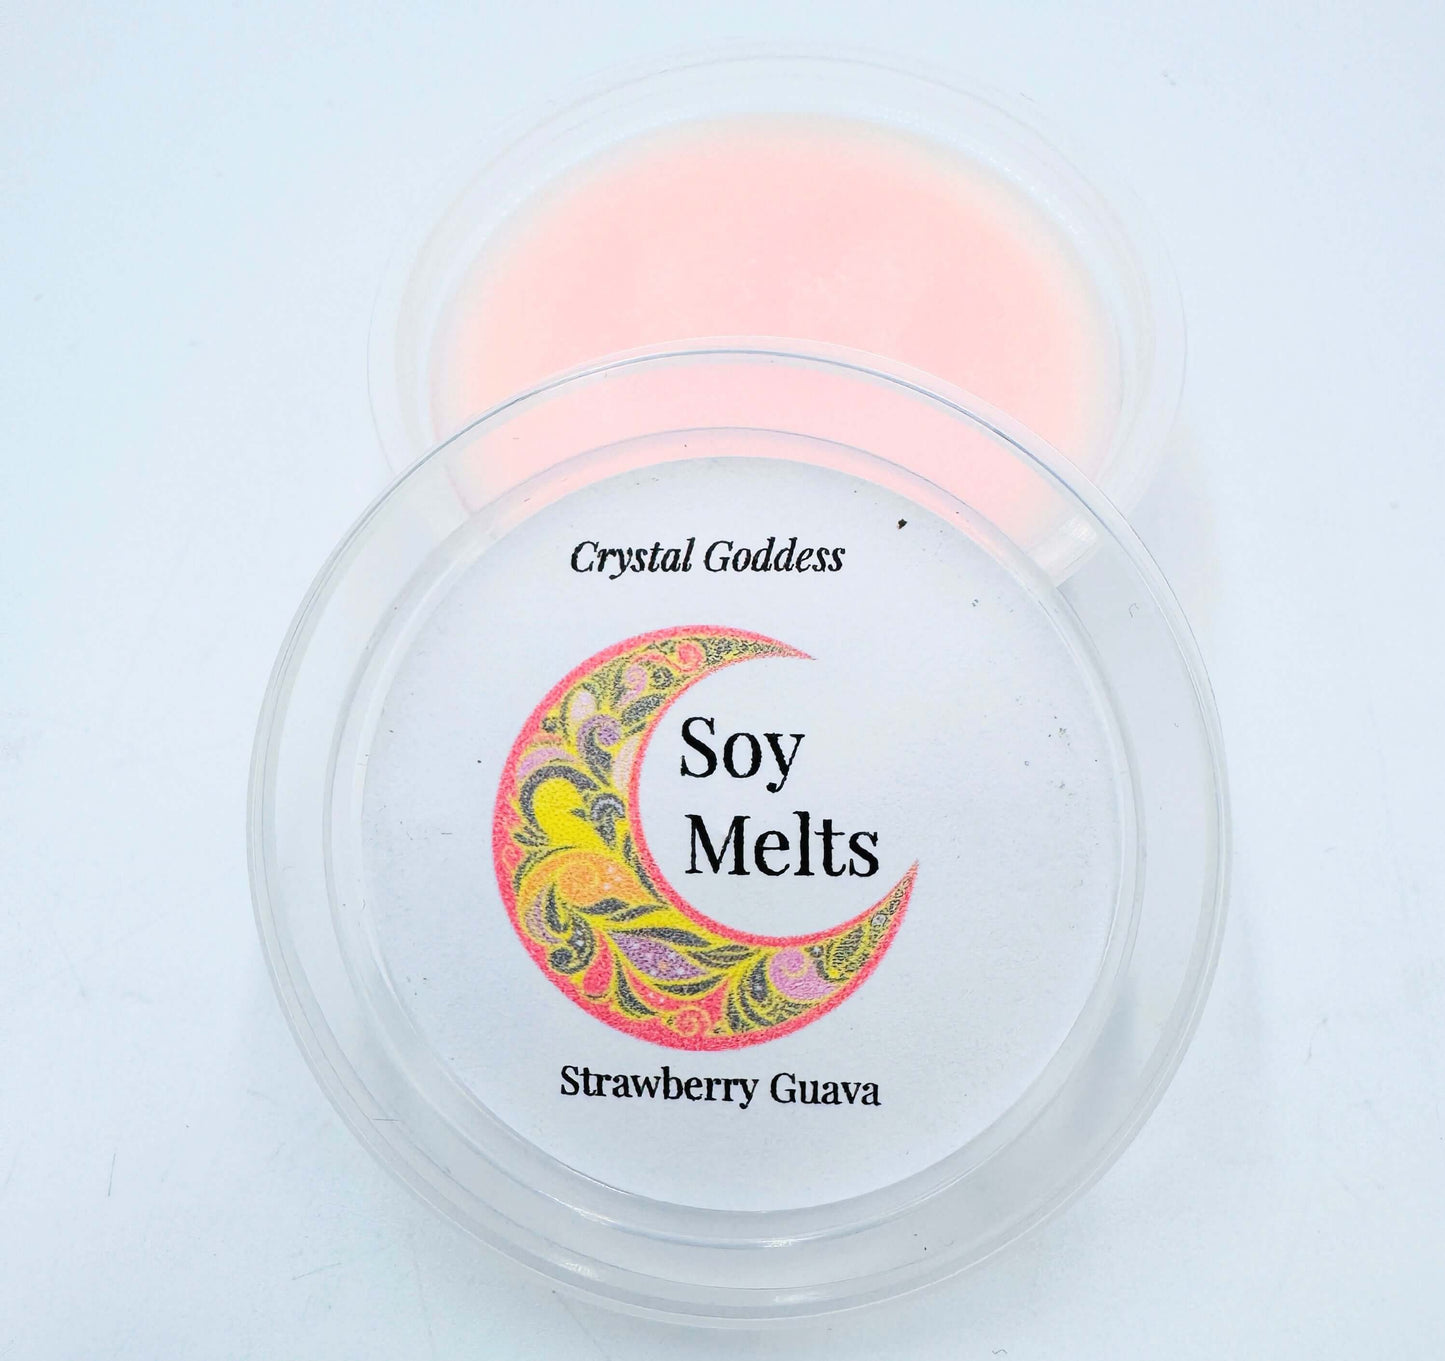 Crystal Goddess
Soy
Melts
Strawberry Guava